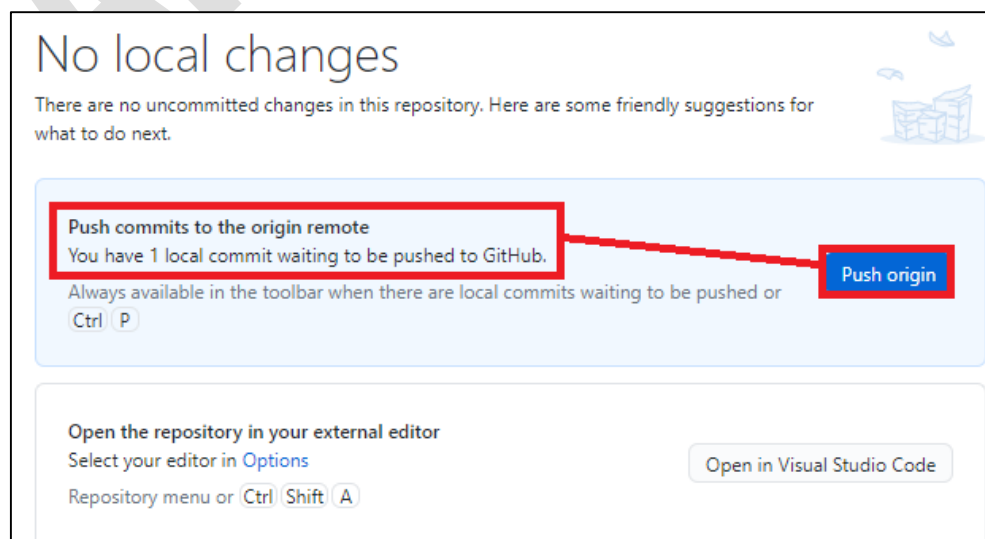 No local changes
There are no uncommitted changes in this repository. Here are some friendly suggestions for
what to do next.
Push commits to the origin remote
You have 1 local commit waiting to be pushed to GitHub.
Push origin
Always available in the toolbar when there are local commits waiting to be pushed or
Ctrl P
Open the repository in your external editor
Select your editor in Options
Open in Visual Studio Code
Repository menu or Ctrl Shift A